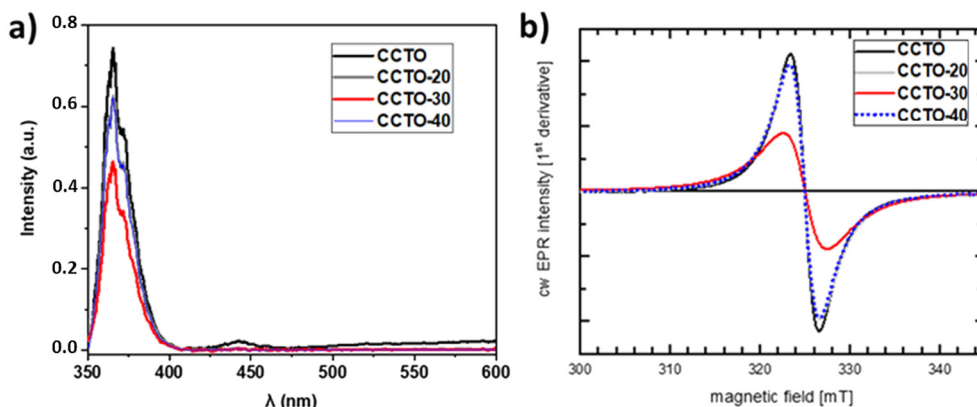 a)
0.8
0.6
0.4
0.2
0.0
Intensity (a.u.)
CCTO
CCTO-20
CCTO-30
CCTO-40
350 400 450 500 550 600
λ (nm)
b)
cw EPR intensity [1st derivative]
CCTO
CCTO-20
CCTO-30
CCTO-40
300 310 320 330 340
magnetic field [mT]